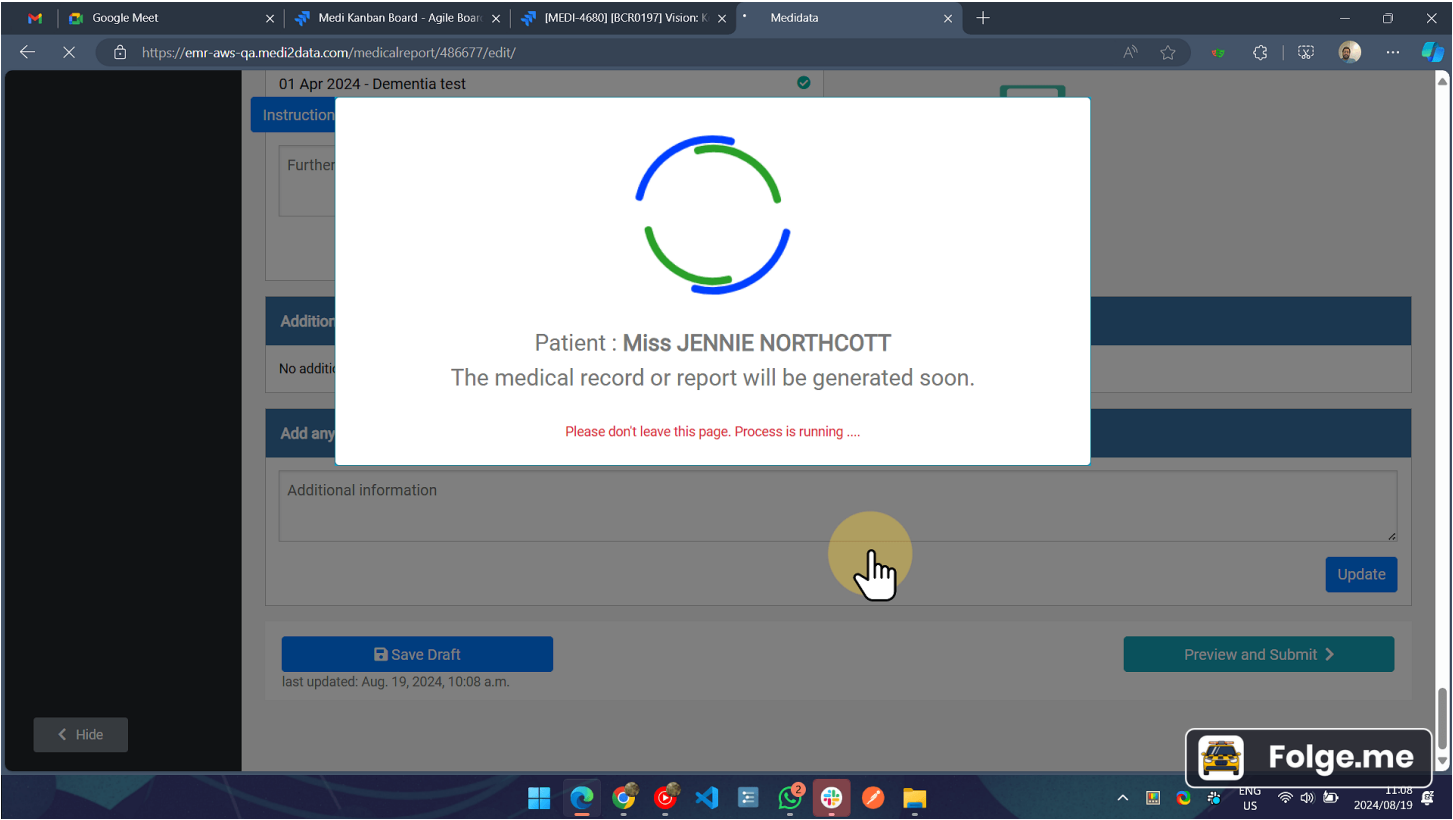 Google Meet
Medi Kanban Board - Agile Board
[MEDI-4680] [BCR0197] Vision: K
Medidata
https://emr-aws-qa.medi2data.com/medicalreport/486677/edit/
01 Apr 2024 - Dementia test
Instruction
Further
Patient : Miss JENNIE NORTHCOTT
The medical record or report will be generated soon.
Please don't leave this page. Process is running ....
Addition
No additio
Add any
Additional information
Update
Save Draft
Preview and Submit
last updated: Aug. 19, 2024, 10:08 a.m.
Hide
Folge.me
2
ENG
US
11:08
2024/08/19